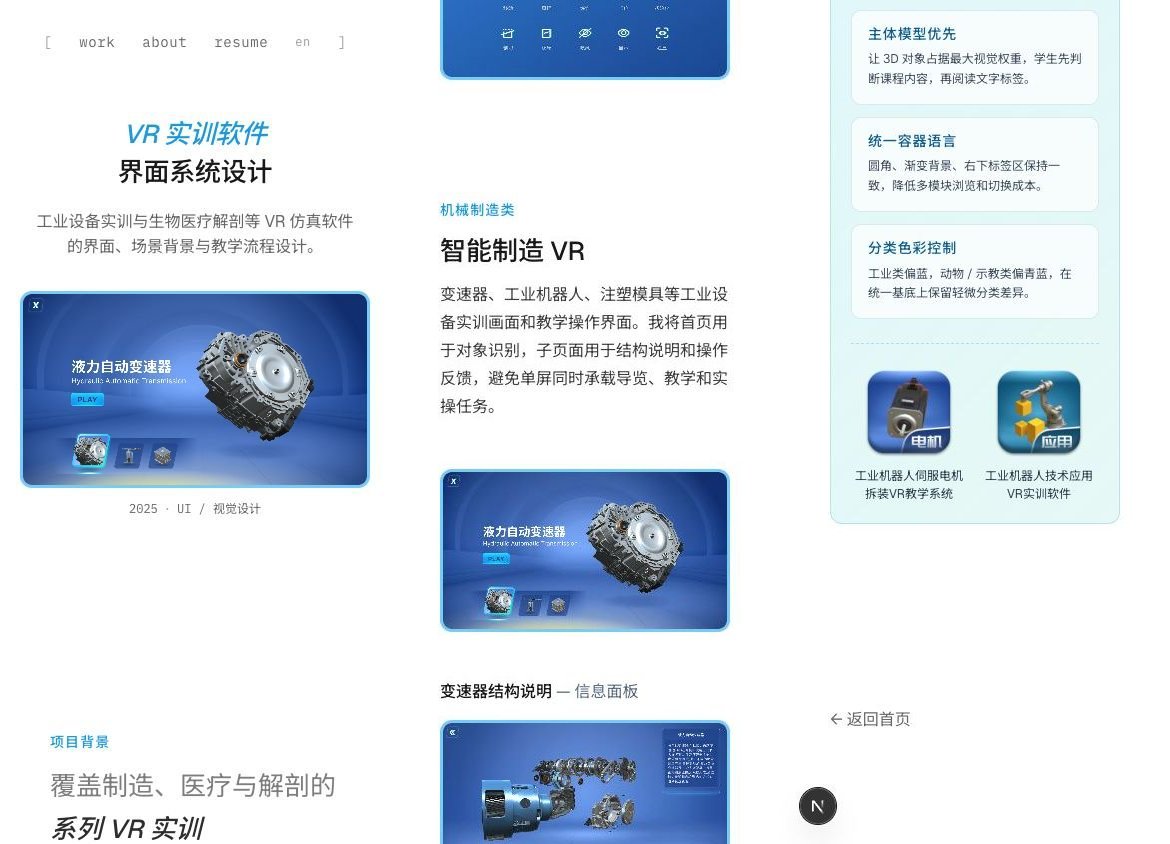 [ work about resume en ]
VR 实训软件
界面系统设计
工业设备实训与生物医疗解剖等 VR 仿真软件
的界面、场景背景与教学流程设计。
X
液力自动变速器
Hydraulic Automatic Transmission
PLAY
2025 · UI / 视觉设计
项目背景
覆盖制造、医疗与解剖的
系列 VR 实训
机械制造类
智能制造 VR
变速器、工业机器人、注塑模具等工业设
备实训画面和教学操作界面。我将首页用
于对象识别，子页面用于结构说明和操作
反馈，避免单屏同时承载导览、教学和实
操任务。
X
液力自动变速器
Hydraulic Automatic Transmission
PLAY
变速器结构说明 — 信息面板
主体模型优先
让 3D 对象占据最大视觉权重，学生先判
断课程内容，再阅读文字标签。
统一容器语言
圆角、渐变背景、右下标签区保持一
致，降低多模块浏览和切换成本。
分类色彩控制
工业类偏蓝，动物 / 示教类偏青蓝，在
统一基底上保留轻微分类差异。
电机
应用
工业机器人伺服电机
拆装VR教学系统
工业机器人技术应用
VR实训软件
← 返回首页
N